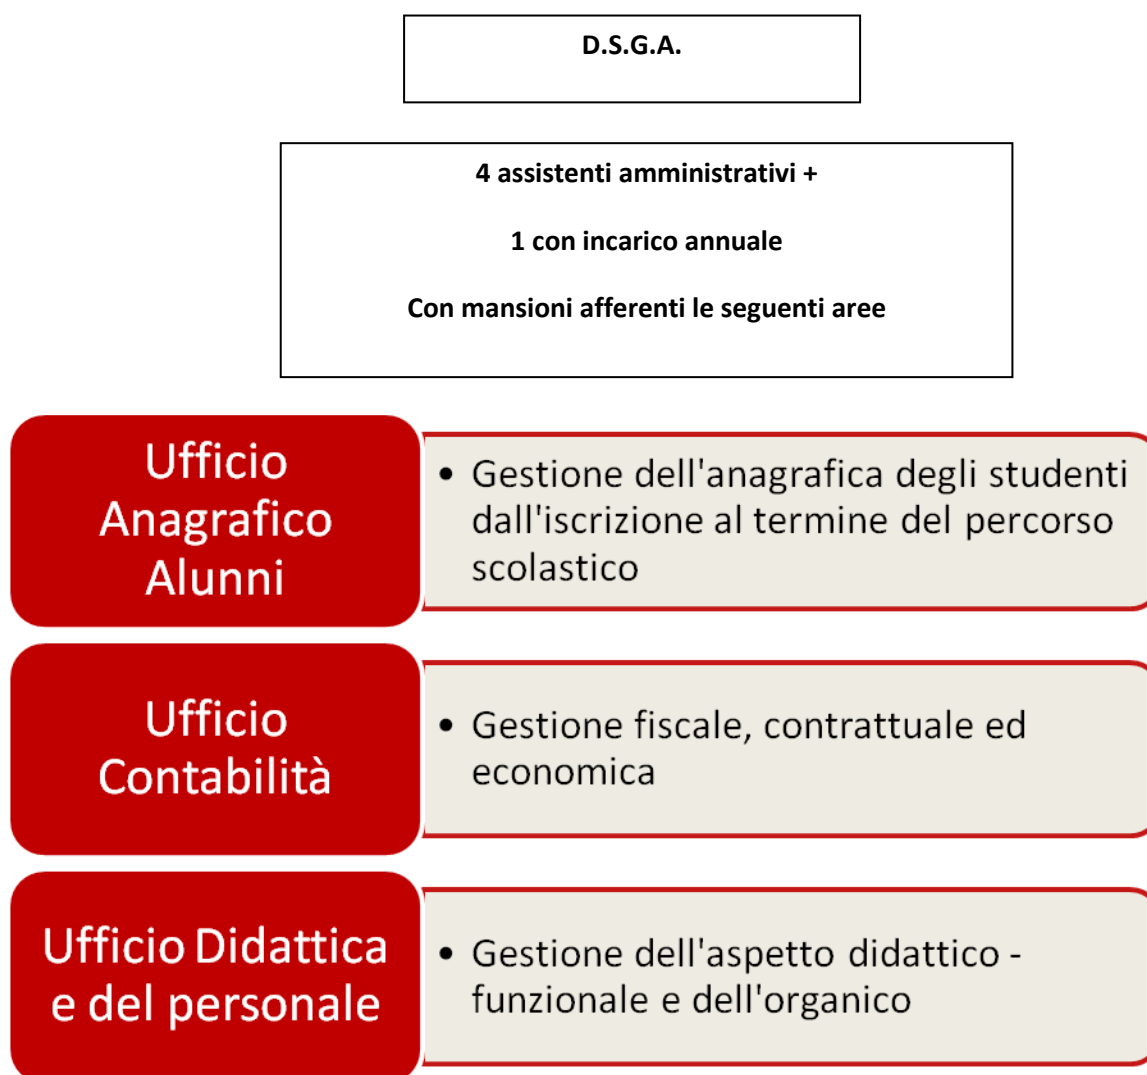 D.S.G.A.
4 assistenti amministrativi +
1 con incarico annuale
Con mansioni afferenti le seguenti aree
Ufficio
Anagrafico
Alunni
• Gestione dell'anagrafica degli studenti
dall'iscrizione al termine del percorso
scolastico
Ufficio
Contabilità
• Gestione fiscale, contrattuale ed
economica
Ufficio Didattica
e del personale
• Gestione dell'aspetto didattico -
funzionale e dell'organico